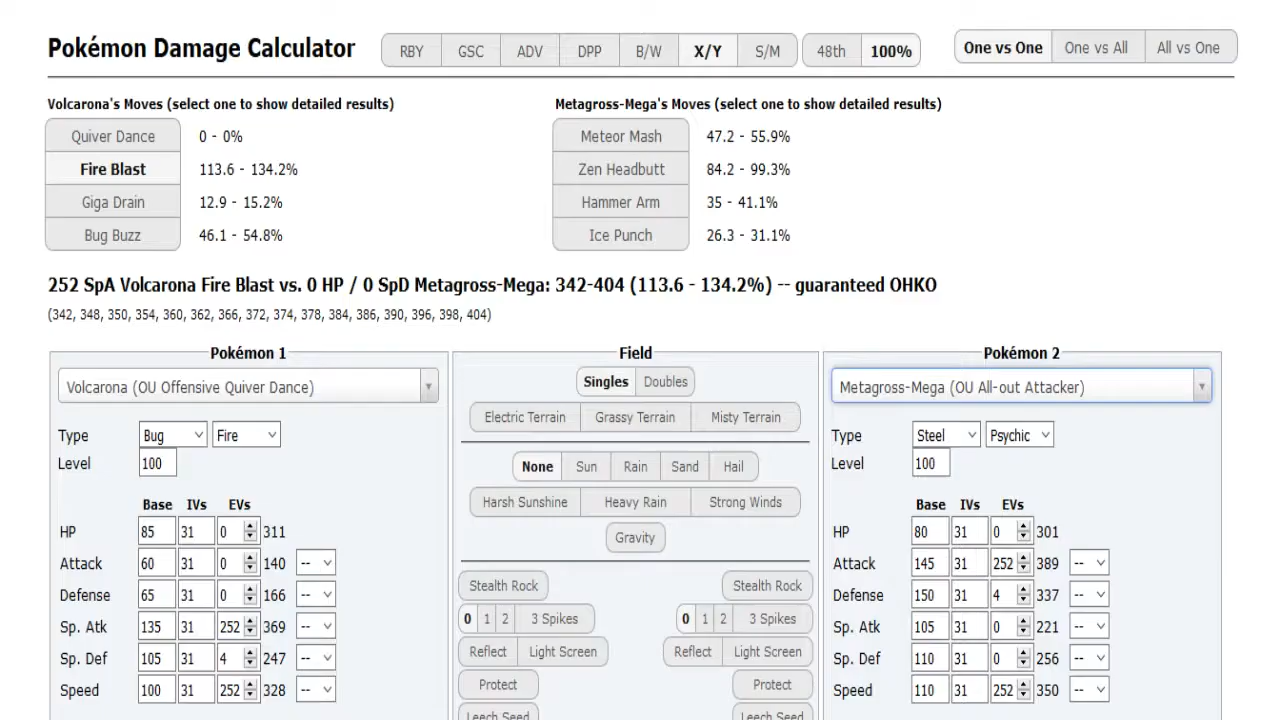 Pokémon Damage Calculator
RBY GSC ADV DPP B/W X/Y S/M 48th 100% One vs One One vs All All vs One
Volcarona's Moves (select one to show detailed results) Metagross-Mega's Moves (select one to show detailed results)
Quiver Dance 0 - 0% Meteor Mash 47.2 - 55.9%
Fire Blast 113.6 - 134.2% Zen Headbutt 84.2 - 99.3%
Giga Drain 12.9 - 15.2% Hammer Arm 35 - 41.1%
Bug Buzz 46.1 - 54.8% Ice Punch 26.3 - 31.1%
252 SpA Volcarona Fire Blast vs. 0 HP / 0 SpD Metagross-Mega: 342-404 (113.6 - 134.2%) -- guaranteed OHKO
(342, 348, 350, 354, 360, 362, 366, 372, 374, 378, 384, 386, 390, 396, 398, 404)
Pokémon 1
Volcarona (OU Offensive Quiver Dance)
Type Bug Fire
Level 100
Base IVs EVs
HP 85 31 0 311
Attack 60 31 0 140 --
Defense 65 31 0 166 --
Sp. Atk 135 31 252 369 --
Sp. Def 105 31 4 247 --
Speed 100 31 252 328 --
Field
Singles Doubles
Electric Terrain Grassy Terrain Misty Terrain
None Sun Rain Sand Hail
Harsh Sunshine Heavy Rain Strong Winds
Gravity
Stealth Rock Stealth Rock
0 1 2 3 Spikes 0 1 2 3 Spikes
Reflect Light Screen Reflect Light Screen
Protect Protect
Leech Seed Leech Seed
Pokémon 2
Metagross-Mega (OU All-out Attacker)
Type Steel Psychic
Level 100
Base IVs EVs
HP 80 31 0 301
Attack 145 31 252 389 --
Defense 150 31 4 337 --
Sp. Atk 105 31 0 221 --
Sp. Def 110 31 0 256 --
Speed 110 31 252 350 --